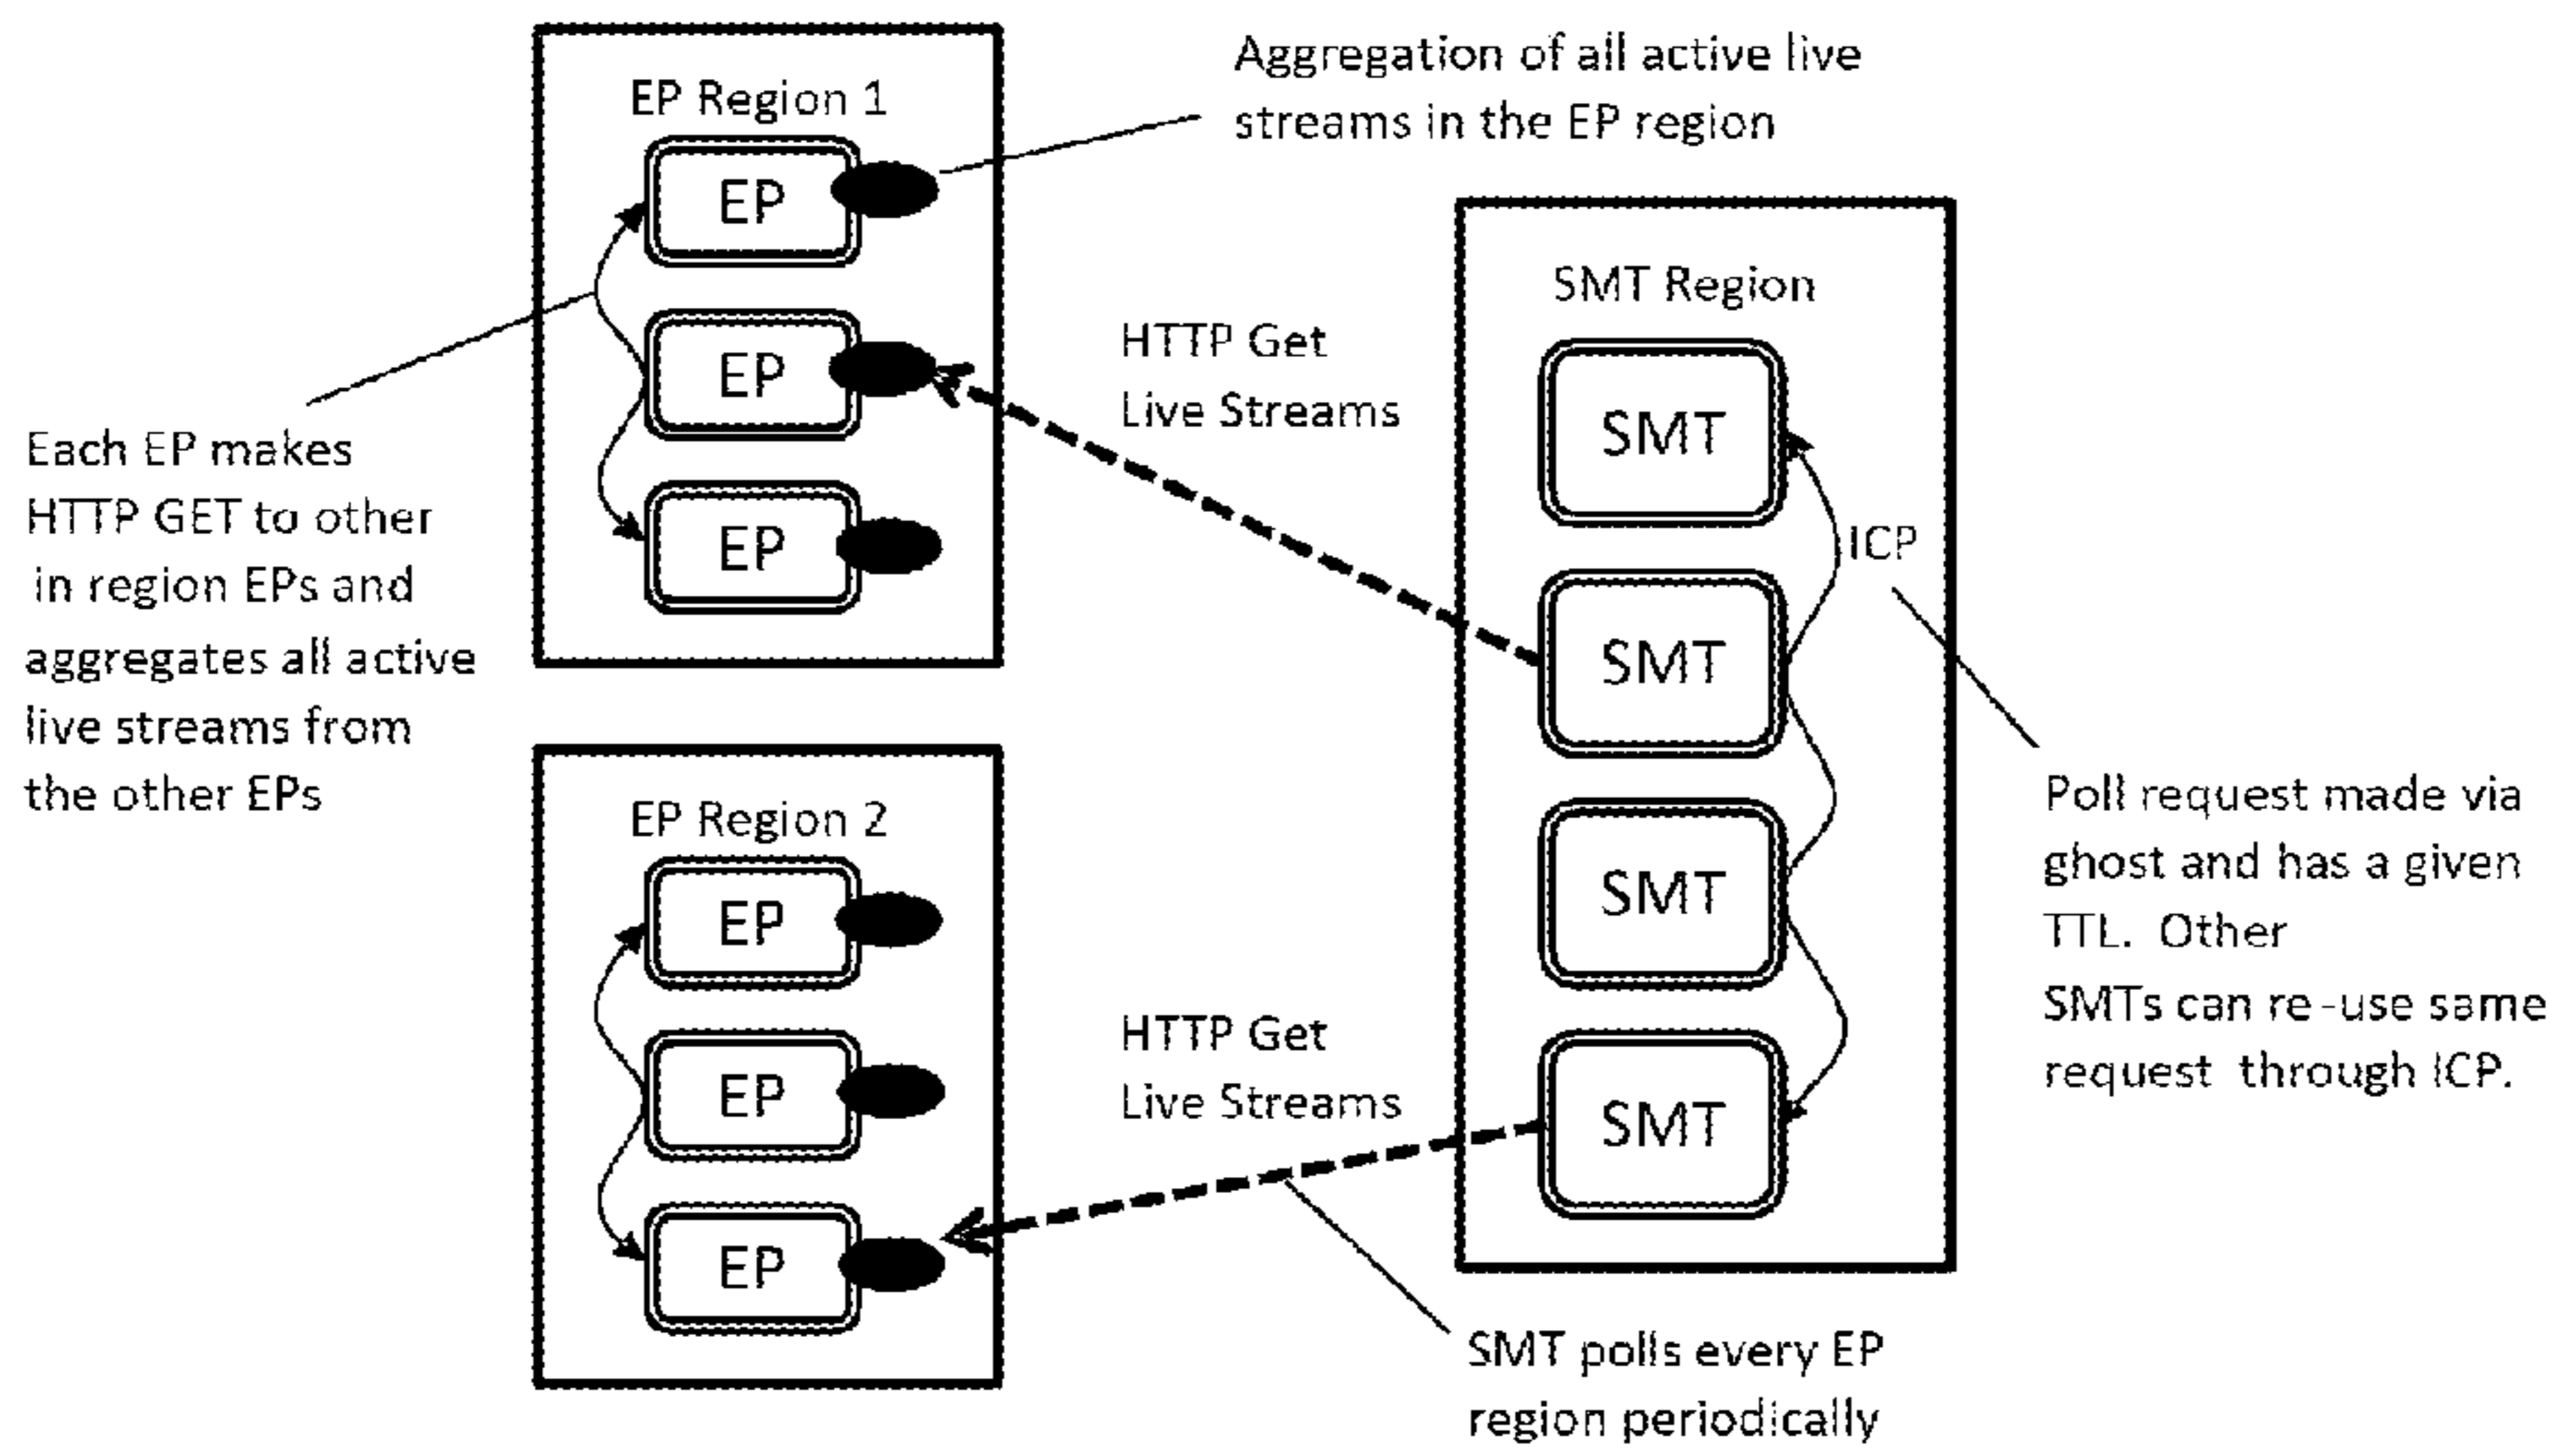 Aggregation of all active live
streams in the EP region
EP Region 1
EP
EP
EP
Each EP makes
HTTP GET to other
in region EPs and
aggregates all active
live streams from
the other EPs
HTTP Get
Live Streams
SMT Region
SMT
SMT
SMT
SMT
ICP
Poll request made via
ghost and has a given
TTL. Other
SMTs can re-use same
request through ICP.
EP Region 2
EP
EP
EP
HTTP Get
Live Streams
SMT polls every EP
region periodically